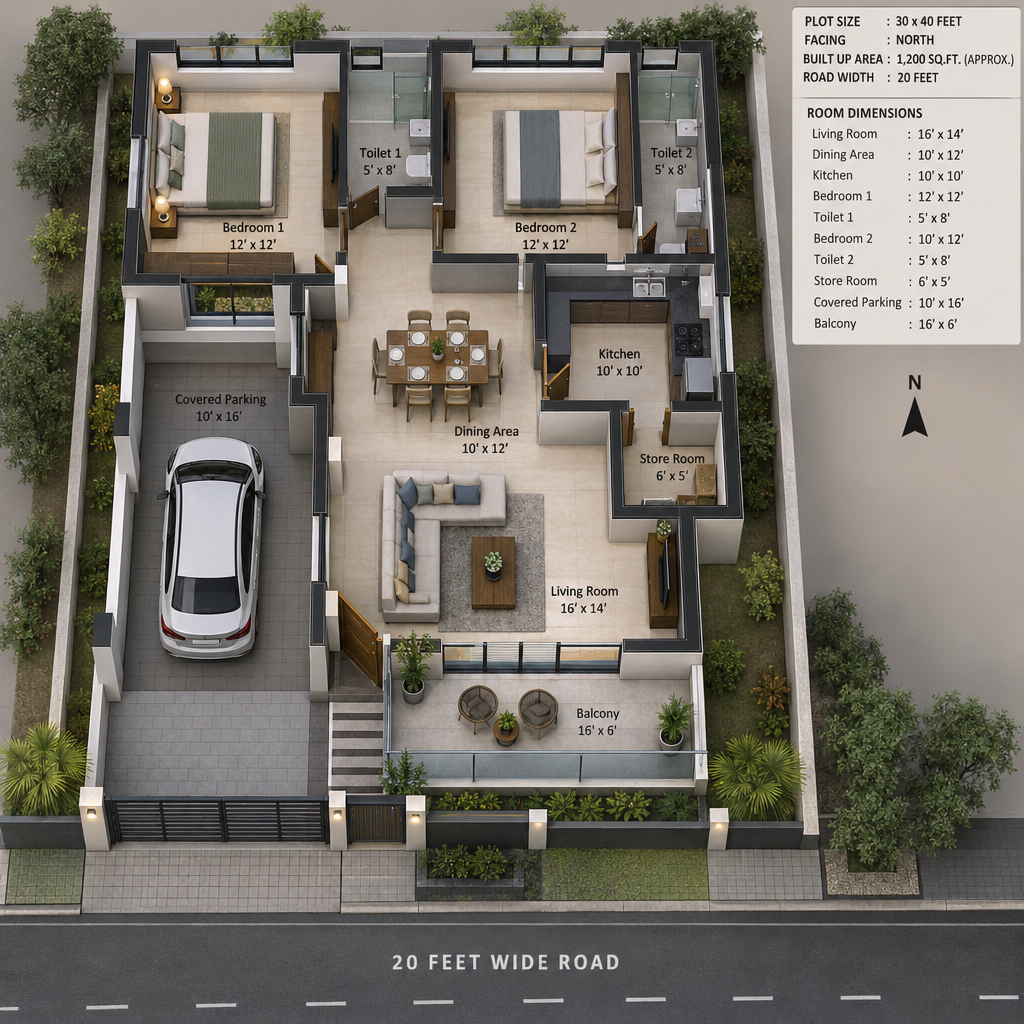 PLOT SIZE : 30 x 40 FEET
FACING : NORTH
BUILT UP AREA : 1,200 SQ.FT. (APPROX.)
ROAD WIDTH : 20 FEET
ROOM DIMENSIONS
Living Room : 16' x 14'
Dining Area : 10' x 12'
Kitchen : 10' x 10'
Bedroom 1 : 12' x 12'
Toilet 1 : 5' x 8'
Bedroom 2 : 10' x 12'
Toilet 2 : 5' x 8'
Store Room : 6' x 5'
Covered Parking : 10' x 16'
Balcony : 16' x 6'
N
Toilet 1
5' x 8'
Toilet 2
5' x 8'
Bedroom 1
12' x 12'
Bedroom 2
12' x 12'
Kitchen
10' x 10'
Covered Parking
10' x 16'
Dining Area
10' x 12'
Store Room
6' x 5'
Living Room
16' x 14'
Balcony
16' x 6'
20 FEET WIDE ROAD